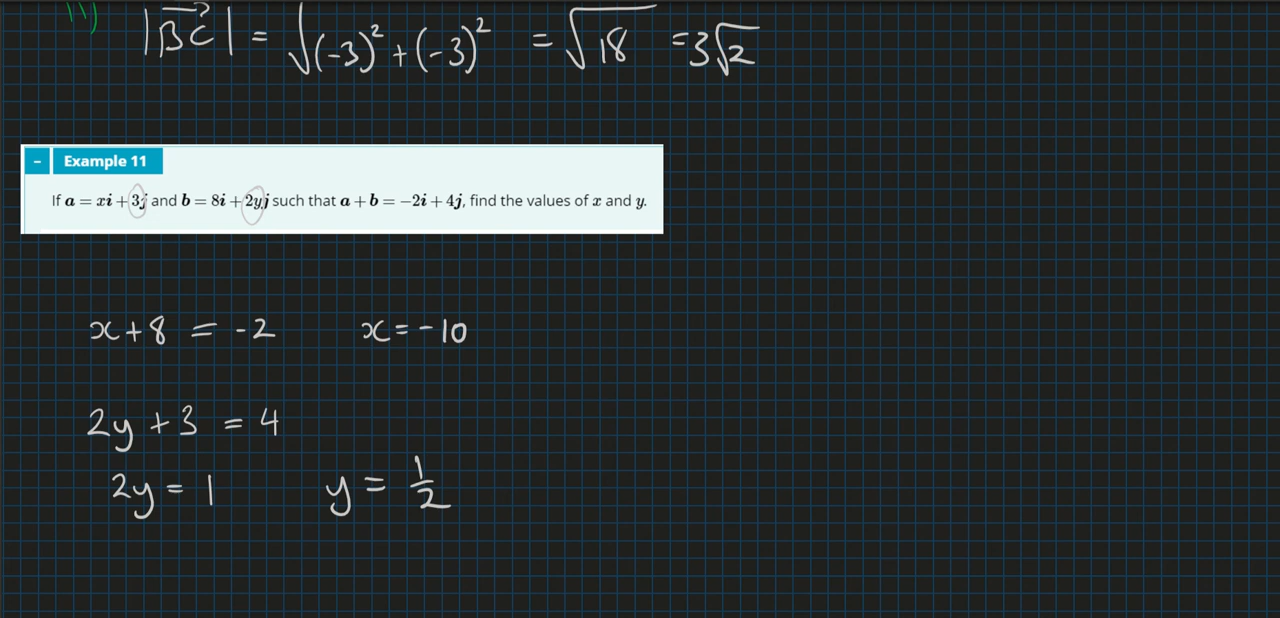 11) |BC| = √(-3)² + (-3)² = √18 = 3√2
- Example 11
If a = xi + 3j and b = 8i + 2yj such that a + b = −2i + 4j, find the values of x and y.
x + 8 = -2 x = -10
2y + 3 = 4
2y = 1 y = 1/2